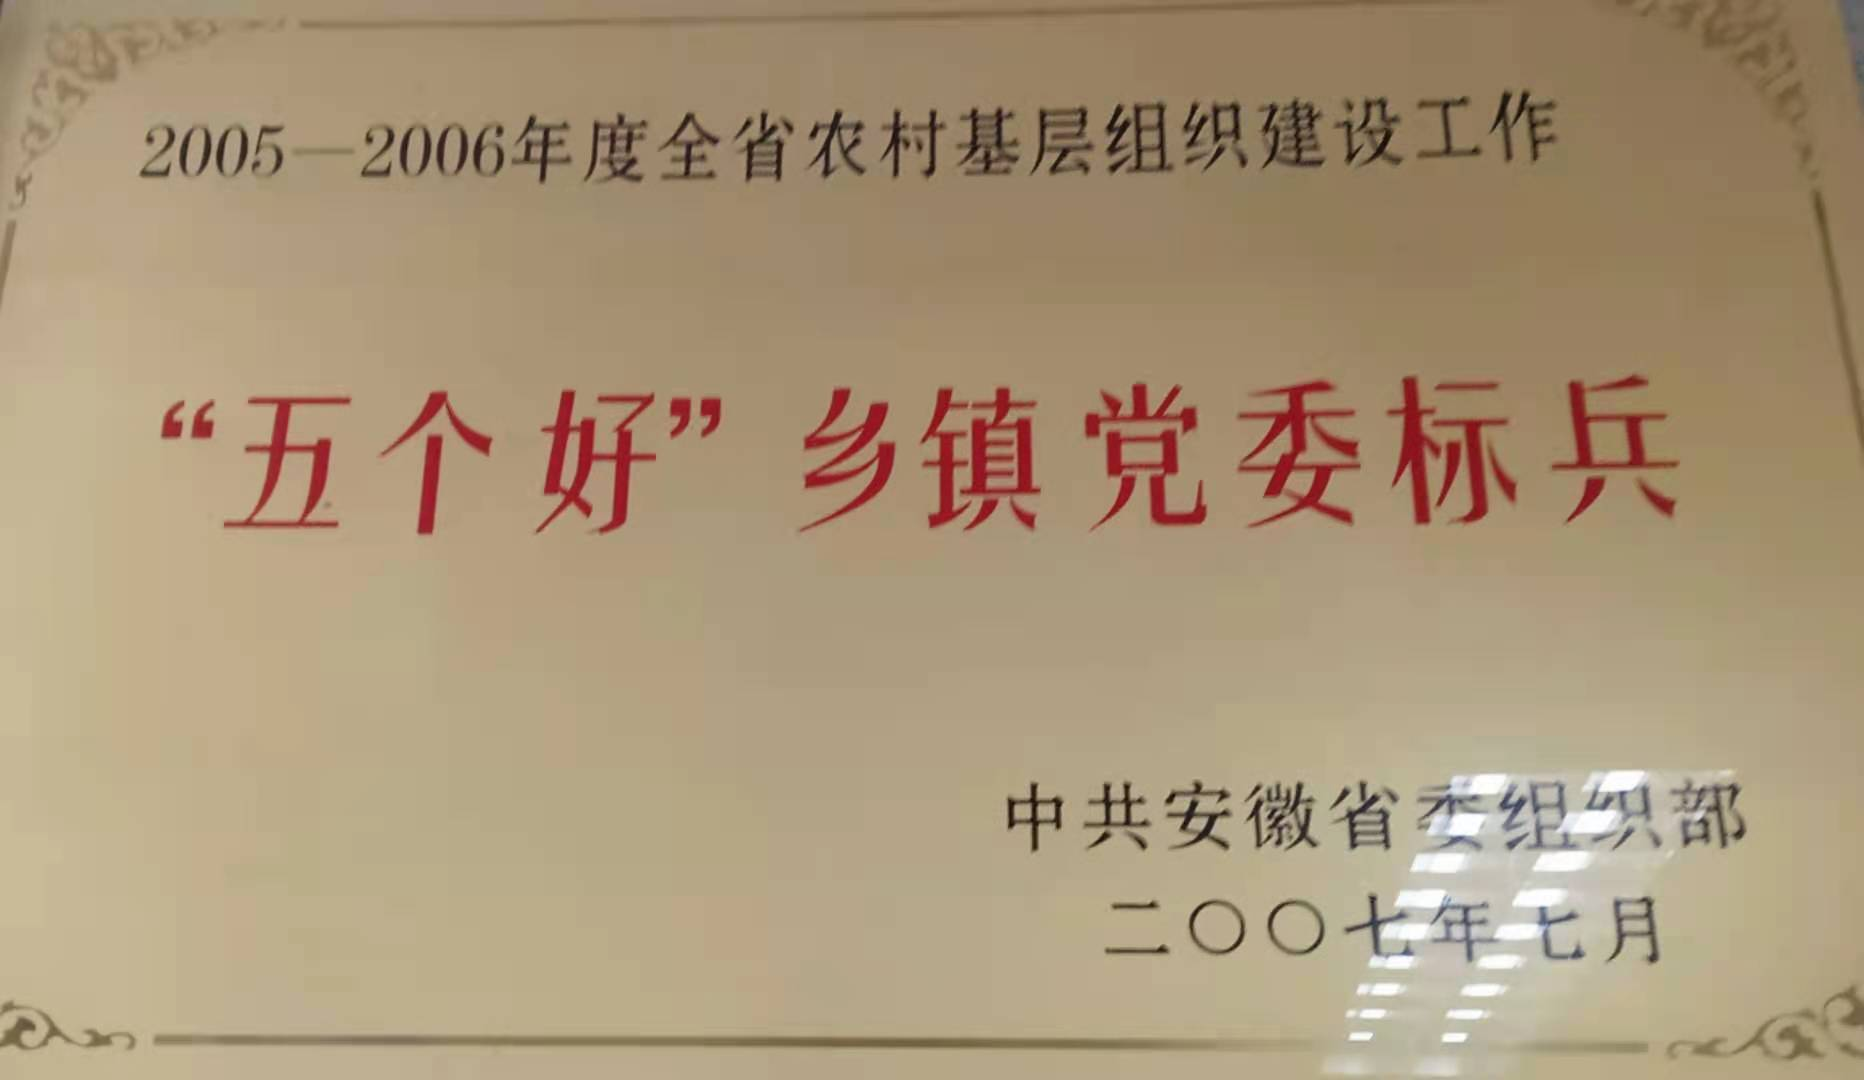 2005—2006年度全省农村基层组织建设工作
“五个好”乡镇党委标兵
中共安徽省委组织部
二〇〇七年七月